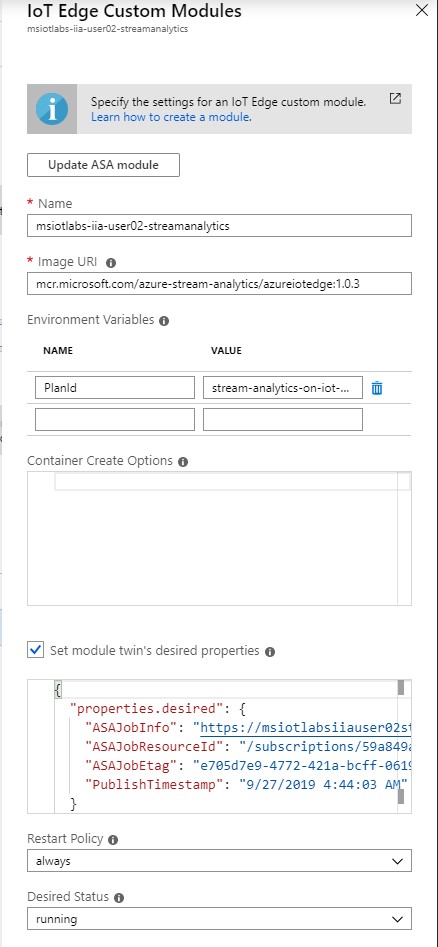 IoT Edge Custom Modules
msiotlabs-iia-user02-streamanalytics
Specify the settings for an IoT Edge custom module.
Learn how to create a module.
Update ASA module
* Name
msiotlabs-iia-user02-streamanalytics
* Image URI
mcr.microsoft.com/azure-stream-analytics/azureiotedge:1.0.3
Environment Variables
NAME VALUE
PlanId stream-analytics-on-iot-...
Container Create Options
Set module twin's desired properties
{
"properties.desired": {
"ASAJobInfo": "https://msiotlabsiiauser02st
"ASAJobResourceId": "/subscriptions/59a849a
"ASAJobEtag": "e705d7e9-4772-421a-bcff-0619
"PublishTimestamp": "9/27/2019 4:44:03 AM"
}
Restart Policy
always
Desired Status
running